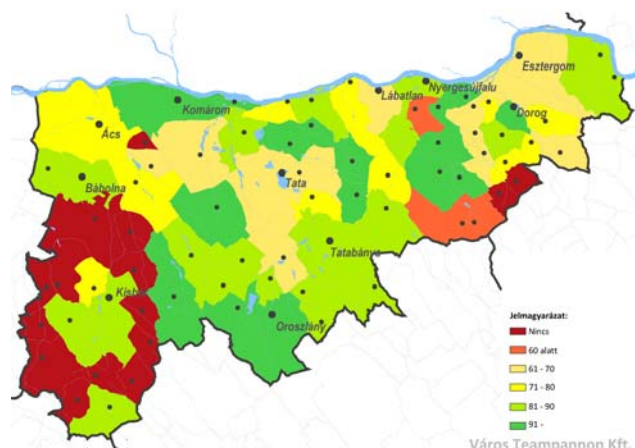 Esztergom
Lábatlan
Nyergesújfalu
Komárom
Dorog
Ács
Tata
Bábolna
Tatabánya
Kisbér
Oroszlány
Jelmagyarázat:
Nincs
60 alatt
61 - 70
71 - 80
81 - 90
91 -
Város Teampannon Kft.